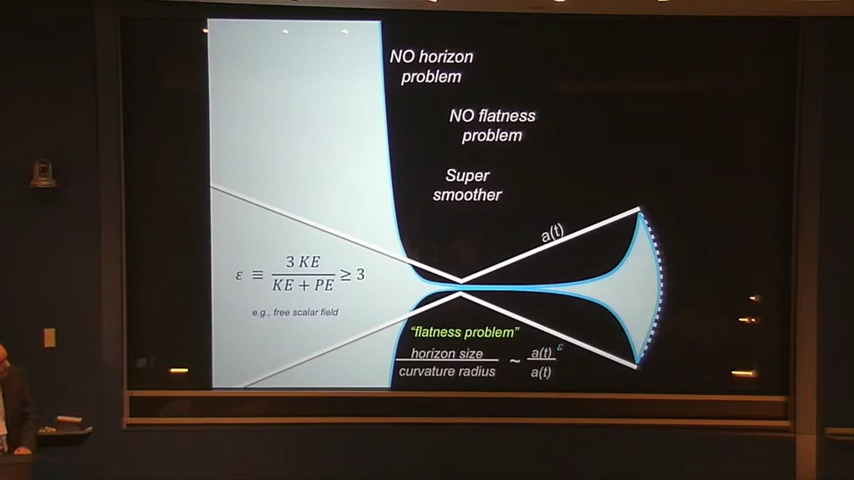 NO horizon
problem
NO flatness
problem
Super
smoother
a(t)
ε ≡ 3 KE / KE + PE ≥ 3
e.g., free scalar field
"flatness problem"
horizon size / curvature radius ~ a(t)^ε / a(t)